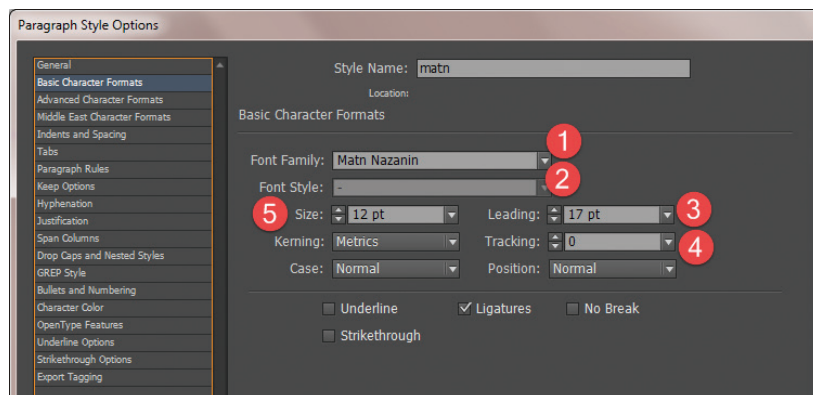 Paragraph Style Options
General
Basic Character Formats
Advanced Character Formats
Middle East Character Formats
Indents and Spacing
Tabs
Paragraph Rules
Keep Options
Hyphenation
Justification
Span Columns
Drop Caps and Nested Styles
GREP Style
Bullets and Numbering
Character Color
OpenType Features
Underline Options
Strikethrough Options
Export Tagging
Style Name: matn
Location:
Basic Character Formats
1
Font Family: Matn Nazanin
2
Font Style: -
5 Size: 12 pt Leading: 17 pt 3
Kerning: Metrics Tracking: 0 4
Case: Normal Position: Normal
Underline Ligatures No Break
Strikethrough